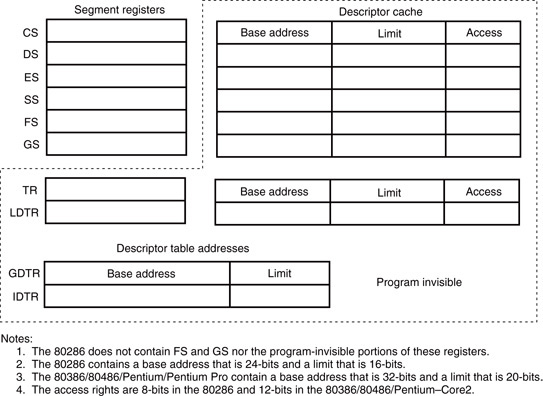 Segment registers
Descriptor cache
CS
Base address Limit Access
DS
ES
SS
FS
GS
TR
Base address Limit Access
LDTR
Descriptor table addresses
GDTR Base address Limit
IDTR
Program invisible
Notes:
1. The 80286 does not contain FS and GS nor the program-invisible portions of these registers.
2. The 80286 contains a base address that is 24-bits and a limit that is 16-bits.
3. The 80386/80486/Pentium/Pentium Pro contain a base address that is 32-bits and a limit that is 20-bits.
4. The access rights are 8-bits in the 80286 and 12-bits in the 80386/80486/Pentium–Core2.